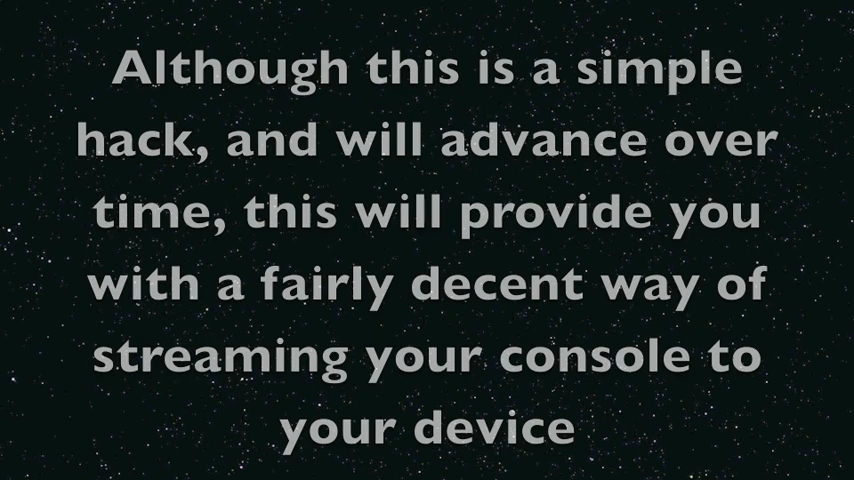 Although this is a simple
hack, and will advance over
time, this will provide you
with a fairly decent way of
streaming your console to
your device